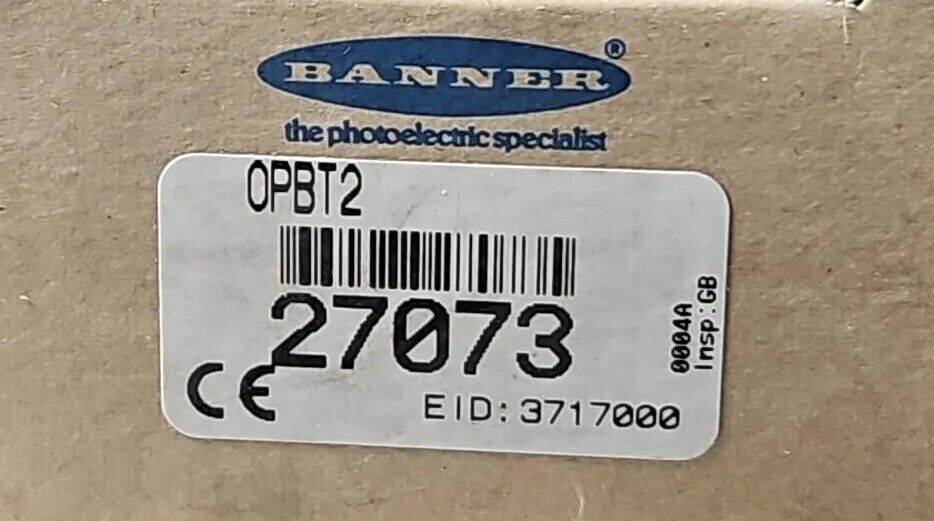 BANNER®
the photoelectric specialist
OPBT2
27073
CE
EID: 3717000
0004A
Insp:GB